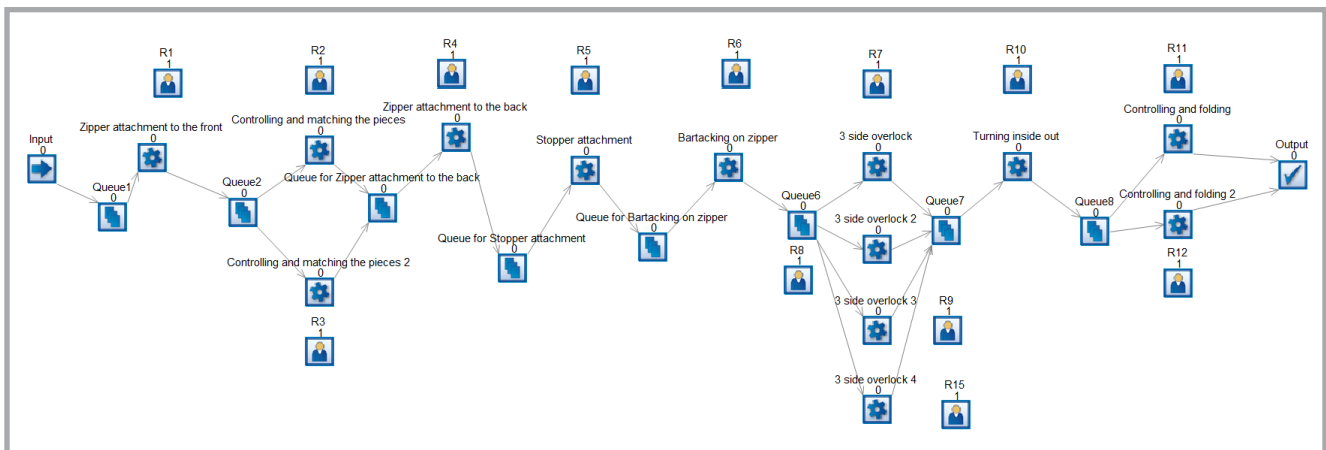 R1
1
R2
1
R4
1
R5
1
R6
1
R7
1
R10
1
R11
1
Input
0
Queue1
0
Zipper attachment to the front
0
Queue2
0
Controlling and matching the pieces
0
Controlling and matching the pieces 2
0
R3
1
Queue for Zipper attachment to the back
0
Zipper attachment to the back
0
Queue for Stopper attachment
0
Stopper attachment
0
Queue for Bartacking on zipper
0
Bartacking on zipper
0
Queue6
0
R8
1
3 side overlock
0
3 side overlock 2
0
3 side overlock 3
0
3 side overlock 4
0
Queue7
0
R9
1
R15
1
Turning inside out
0
Queue8
0
Controlling and folding
0
Controlling and folding 2
0
R12
1
Output
0